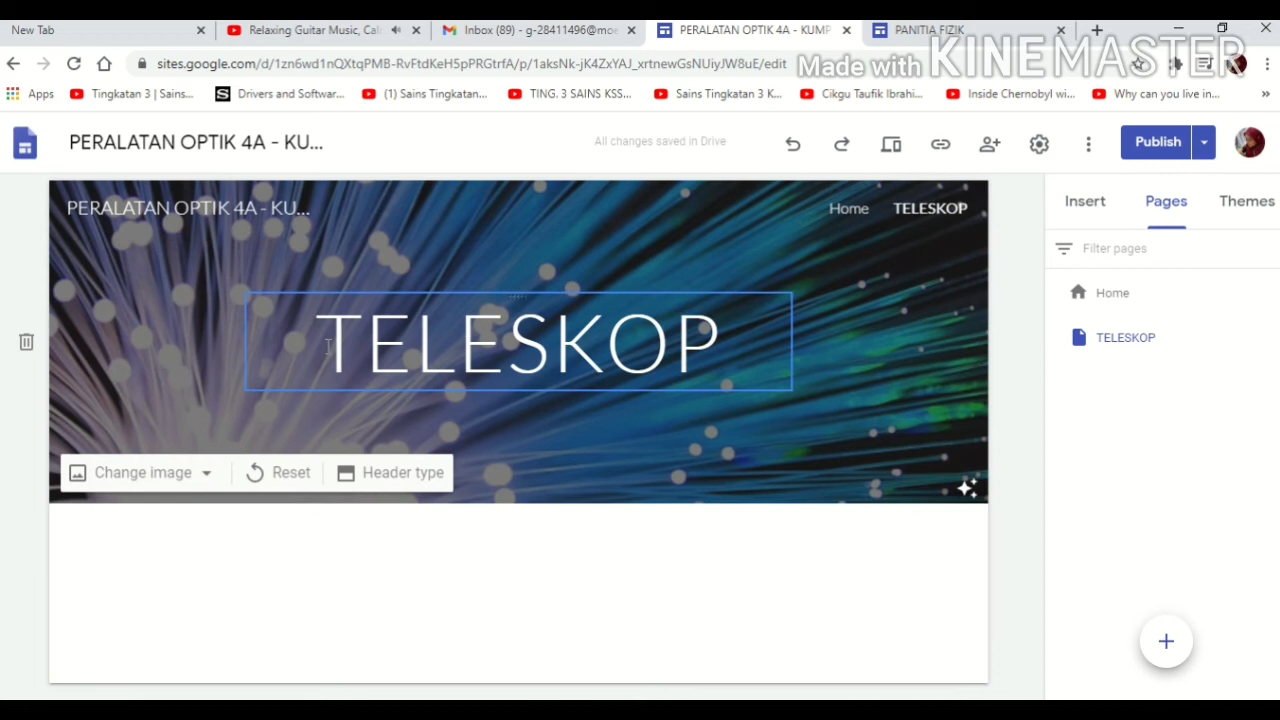 New Tab
Relaxing Guitar Music, Cal
Inbox (89) - g-28411496@moe
PERALATAN OPTIK 4A - KUMP
PANITIA FIZIK
sites.google.com/d/1zn6wd1nQXtqPMB-RvFtdKeH5pPRGtrfA/p/1aksNk-jK4ZxYAJ_xrtnewGsNUiyJW8uE/edit
Made with KINEMASTER
Apps
Tingkatan 3 | Sains...
Drivers and Softwar...
(1) Sains Tingkatan...
TING. 3 SAINS KSS...
Sains Tingkatan 3 K...
Cikgu Taufik Ibrahi...
Inside Chernobyl wi...
Why can you live in...
PERALATAN OPTIK 4A - KU...
All changes saved in Drive
Publish
PERALATAN OPTIK 4A - KU...
Home
TELESKOP
TELESKOP
Change image
Reset
Header type
Insert
Pages
Themes
Filter pages
Home
TELESKOP